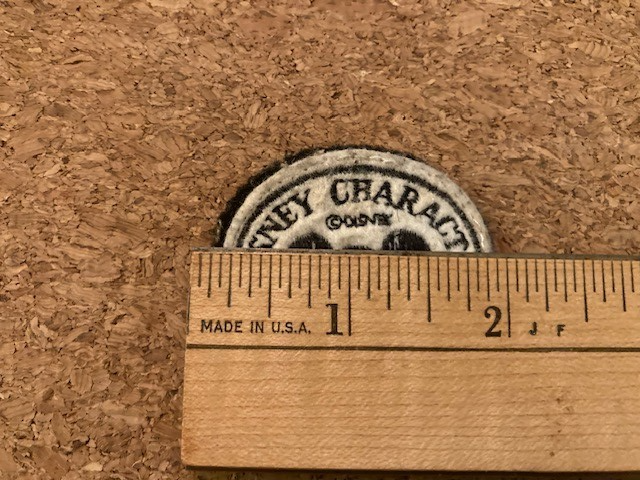 NEY CHARACT
©DISNEY
MADE IN U.S.A. 1 2 J F